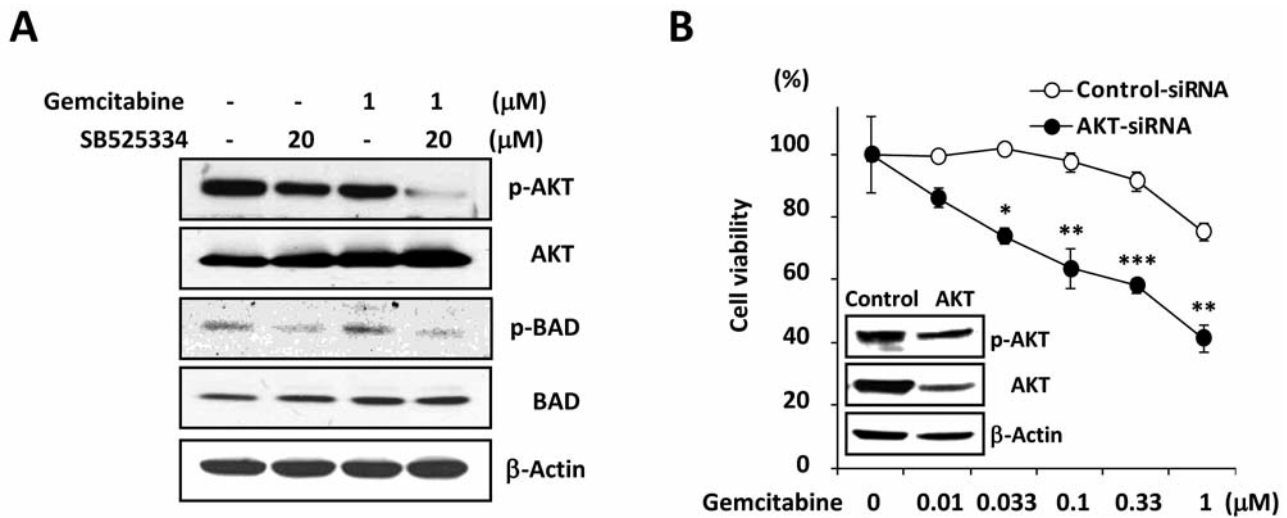 A
Gemcitabine - - 1 1 (μM)
SB525334 - 20 - 20 (μM)
p-AKT
AKT
p-BAD
BAD
β-Actin
B
(%)
Control-siRNA
AKT-siRNA
100
80
60
40
20
0
Cell viability
*
**
***
**
Control AKT
p-AKT
AKT
β-Actin
Gemcitabine 0 0.01 0.033 0.1 0.33 1 (μM)